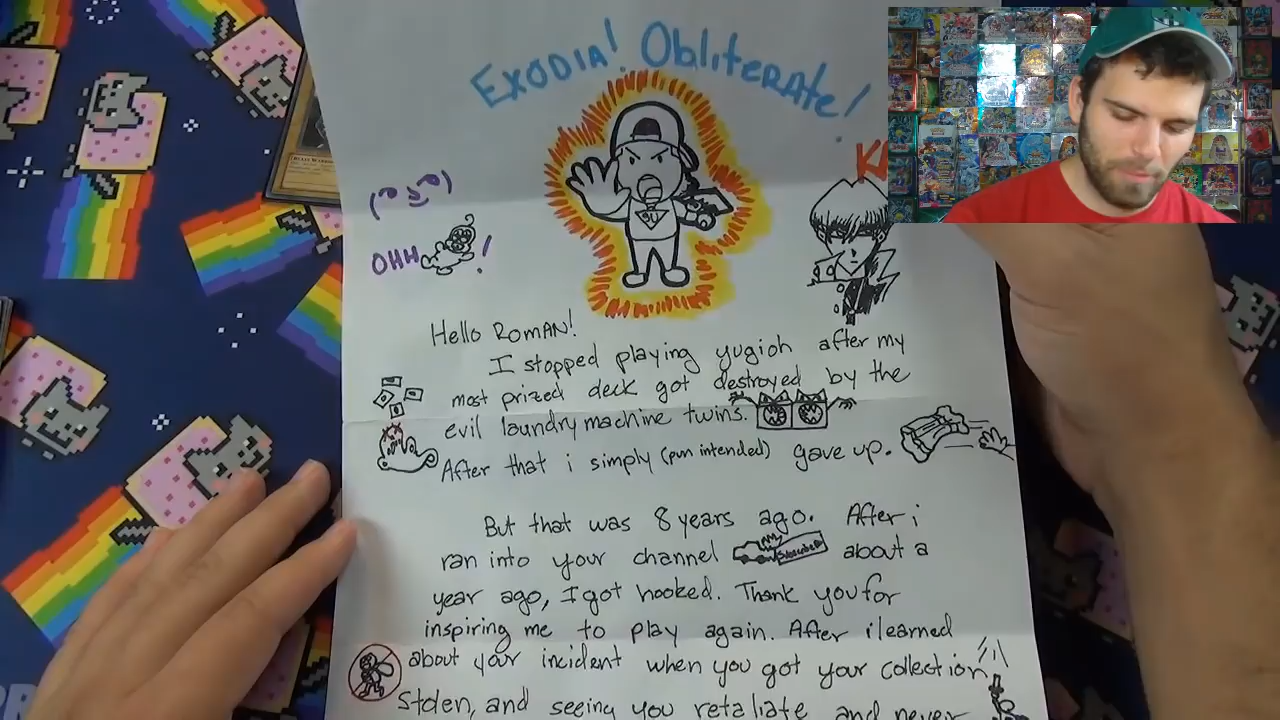 EXODIA! Obliterate!
OHH !
Hello ROMAN!
I stopped playing yugioh after my
most prized deck got destroyed by the
evil laundry machine twins.
After that i simply (pun intended) gave up.
But that was 8 years ago. After i
ran into your channel about a
year ago, I got hooked. Thank you for
inspiring me to play again. After i learned
about your incident when you got your collection
stolen, and seeing you retaliate and never